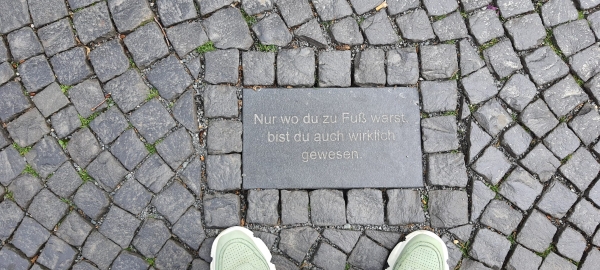 Nur wo du zu Fuß warst,
bist du auch wirklich
gewesen.